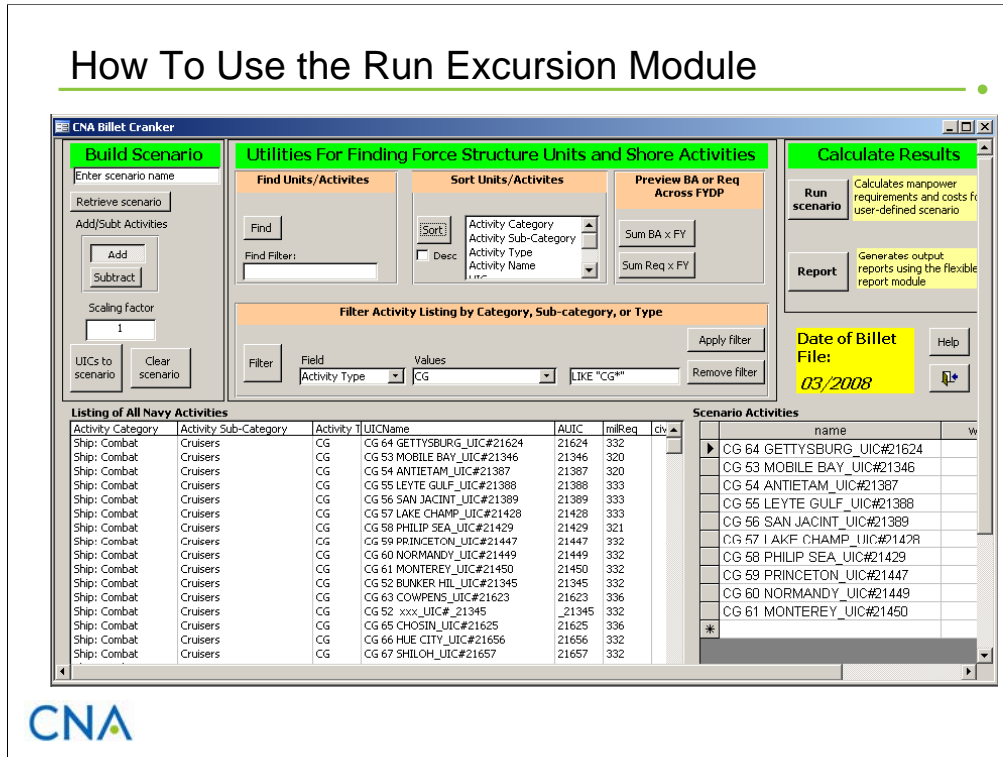 How To Use the Run Excursion Module
CNA Billet Cranker
Build Scenario
Enter scenario name
Retrieve scenario
Add/Subt Activities
Add
Subtract
Scaling factor
1
UICs to scenario
Clear scenario
Utilities For Finding Force Structure Units and Shore Activities
Find Units/Activites
Find
Find Filter:
Sort Units/Activites
Sort
Desc
Activity Category
Activity Sub-Category
Activity Type
Activity Name
Preview BA or Req
Across FYDP
Sum BA x FY
Sum Req x FY
Filter Activity Listing by Category, Sub-category, or Type
Filter
Field
Activity Type
Values
CG
LIKE "CG*"
Apply filter
Remove filter
Calculate Results
Run scenario
Calculates manpower
requirements and costs fo
user-defined scenario
Report
Generates output
reports using the flexible
report module
Date of Billet
File:
03/2008
Help
Listing of All Navy Activities
Activity Category Activity Sub-Category Activity T UICName AUIC milReq civ
Ship: Combat Cruisers CG CG 64 GETTYSBURG_UIC#21624 21624 332
Ship: Combat Cruisers CG CG 53 MOBILE BAY_UIC#21346 21346 320
Ship: Combat Cruisers CG CG 54 ANTIETAM_UIC#21387 21387 320
Ship: Combat Cruisers CG CG 55 LEYTE GULF_UIC#21388 21388 333
Ship: Combat Cruisers CG CG 56 SAN JACINT_UIC#21389 21389 333
Ship: Combat Cruisers CG CG 57 LAKE CHAMP_UIC#21428 21428 333
Ship: Combat Cruisers CG CG 58 PHILIP SEA_UIC#21429 21429 321
Ship: Combat Cruisers CG CG 59 PRINCETON_UIC#21447 21447 332
Ship: Combat Cruisers CG CG 60 NORMANDY_UIC#21449 21449 332
Ship: Combat Cruisers CG CG 61 MONTEREY_UIC#21450 21450 332
Ship: Combat Cruisers CG CG 52 BUNKER HIL_UIC#21345 21345 332
Ship: Combat Cruisers CG CG 63 COWPENS_UIC#21623 21623 336
Ship: Combat Cruisers CG CG 52 xxx_UIC#_21345 _21345 332
Ship: Combat Cruisers CG CG 65 CHOSIN_UIC#21625 21625 336
Ship: Combat Cruisers CG CG 66 HUE CITY_UIC#21656 21656 332
Ship: Combat Cruisers CG CG 67 SHILOH_UIC#21657 21657 332
Scenario Activities
name w
CG 64 GETTYSBURG_UIC#21624
CG 53 MOBILE BAY_UIC#21346
CG 54 ANTIETAM_UIC#21387
CG 55 LEYTE GULF_UIC#21388
CG 56 SAN JACINT_UIC#21389
CG 57 LAKE CHAMP_UIC#21428
CG 58 PHILIP SEA_UIC#21429
CG 59 PRINCETON_UIC#21447
CG 60 NORMANDY_UIC#21449
CG 61 MONTEREY_UIC#21450
CNA